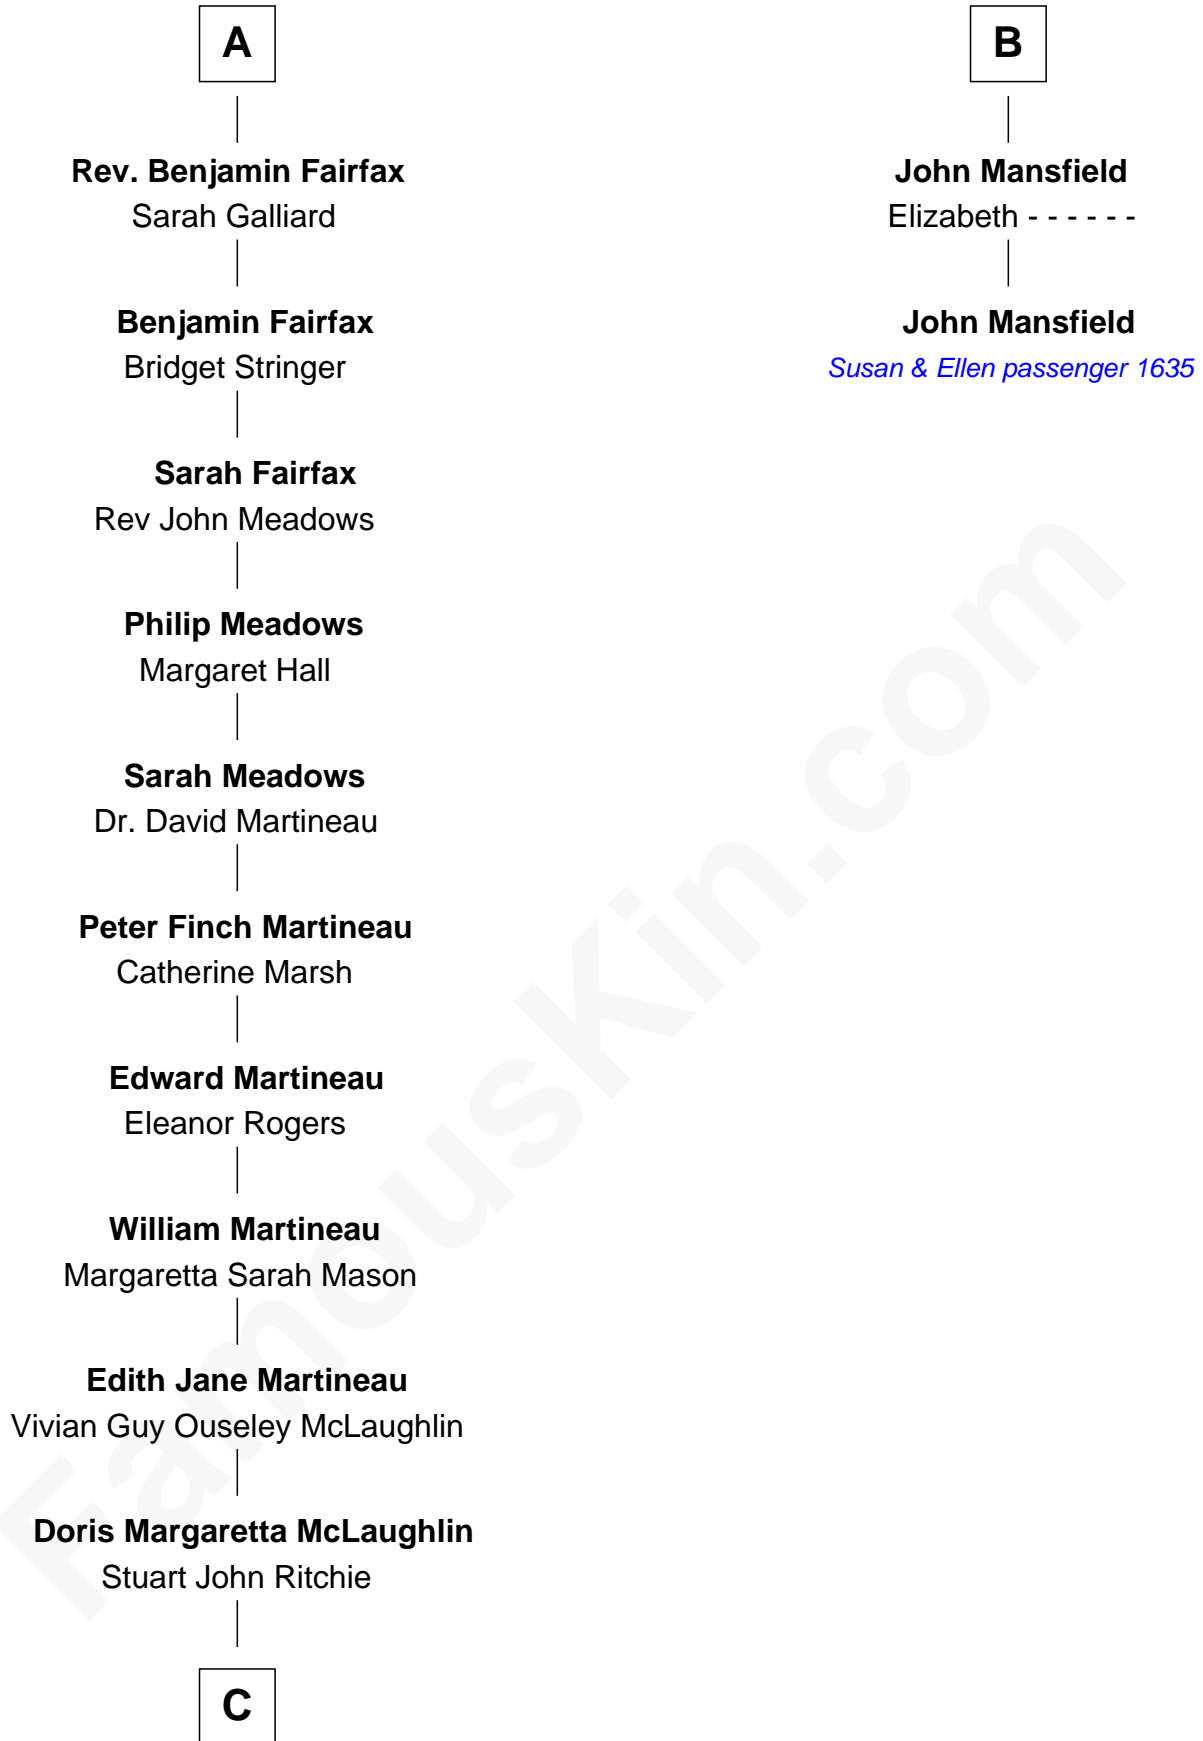 A
Rev. Benjamin Fairfax
Sarah Galliard
Benjamin Fairfax
Bridget Stringer
Sarah Fairfax
Rev John Meadows
Philip Meadows
Margaret Hall
Sarah Meadows
Dr. David Martineau
Peter Finch Martineau
Catherine Marsh
Edward Martineau
Eleanor Rogers
William Martineau
Margaretta Sarah Mason
Edith Jane Martineau
Vivian Guy Ouseley McLaughlin
Doris Margaretta McLaughlin
Stuart John Ritchie
C
B
John Mansfield
Elizabeth - - - - - -
John Mansfield
Susan & Ellen passenger 1635
FamousKin.com